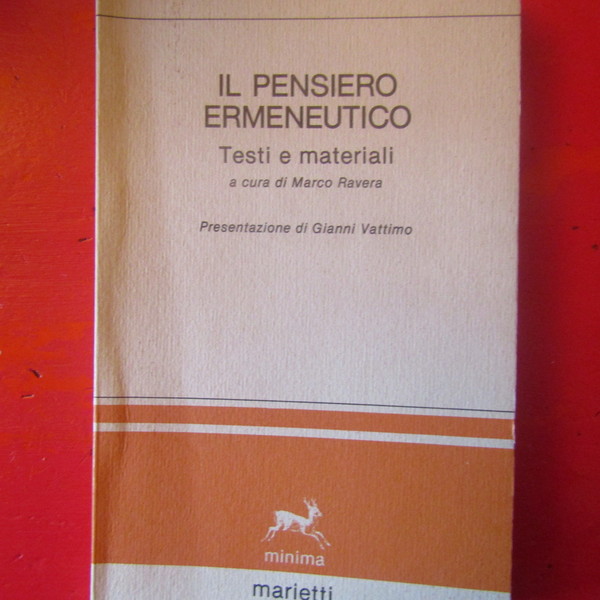 IL PENSIERO
ERMENEUTICO
Testi e materiali
a cura di Marco Ravera
Presentazione di Gianni Vattimo
minima
marietti